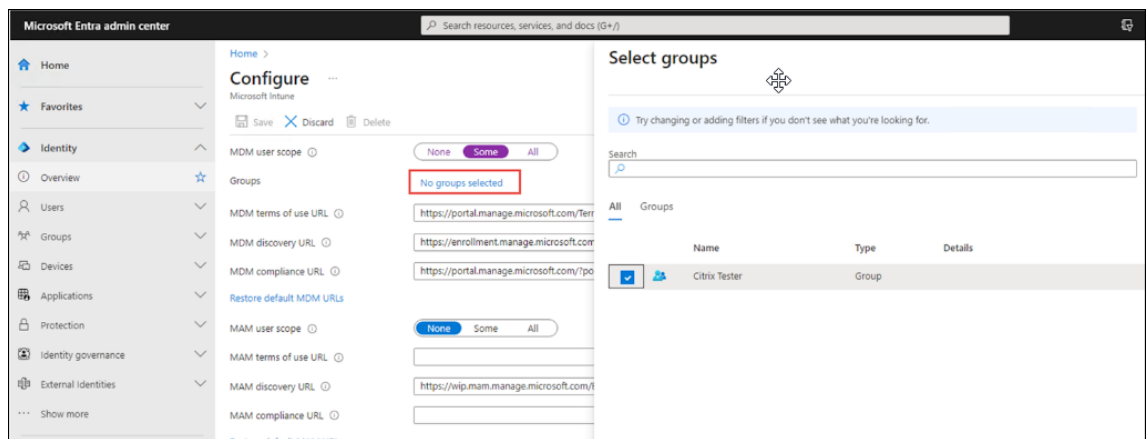 Microsoft Entra admin center
Search resources, services, and docs (G+/)
Home
Favorites
Identity
Overview
Users
Groups
Devices
Applications
Protection
Identity governance
External Identities
Show more
Home >
Configure ...
Microsoft Intune
Save Discard Delete
MDM user scope None Some All
Groups No groups selected
MDM terms of use URL https://portal.manage.microsoft.com/Terr
MDM discovery URL https://enrollment.manage.microsoft.com
MDM compliance URL https://portal.manage.microsoft.com/?po
Restore default MDM URLs
MAM user scope None Some All
MAM terms of use URL
MAM discovery URL https://wip.mam.manage.microsoft.com/
MAM compliance URL
Select groups
Try changing or adding filters if you don't see what you're looking for.
Search
All Groups
Name Type Details
Citrix Tester Group